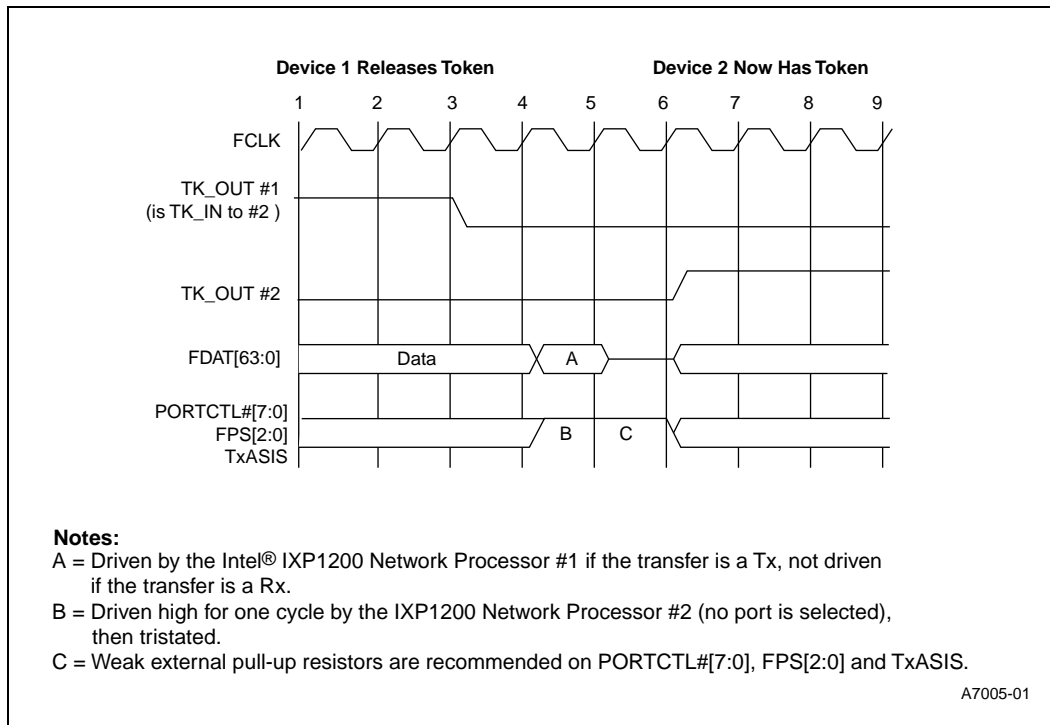 Device 1 Releases Token Device 2 Now Has Token
1 2 3 4 5 6 7 8 9
FCLK
TK_OUT #1
(is TK_IN to #2 )
TK_OUT #2
FDAT[63:0] Data A
PORTCTL#[7:0]
FPS[2:0] B C
TxASIS
Notes:
A = Driven by the Intel® IXP1200 Network Processor #1 if the transfer is a Tx, not driven
if the transfer is a Rx.
B = Driven high for one cycle by the IXP1200 Network Processor #2 (no port is selected),
then tristated.
C = Weak external pull-up resistors are recommended on PORTCTL#[7:0], FPS[2:0] and TxASIS.
A7005-01